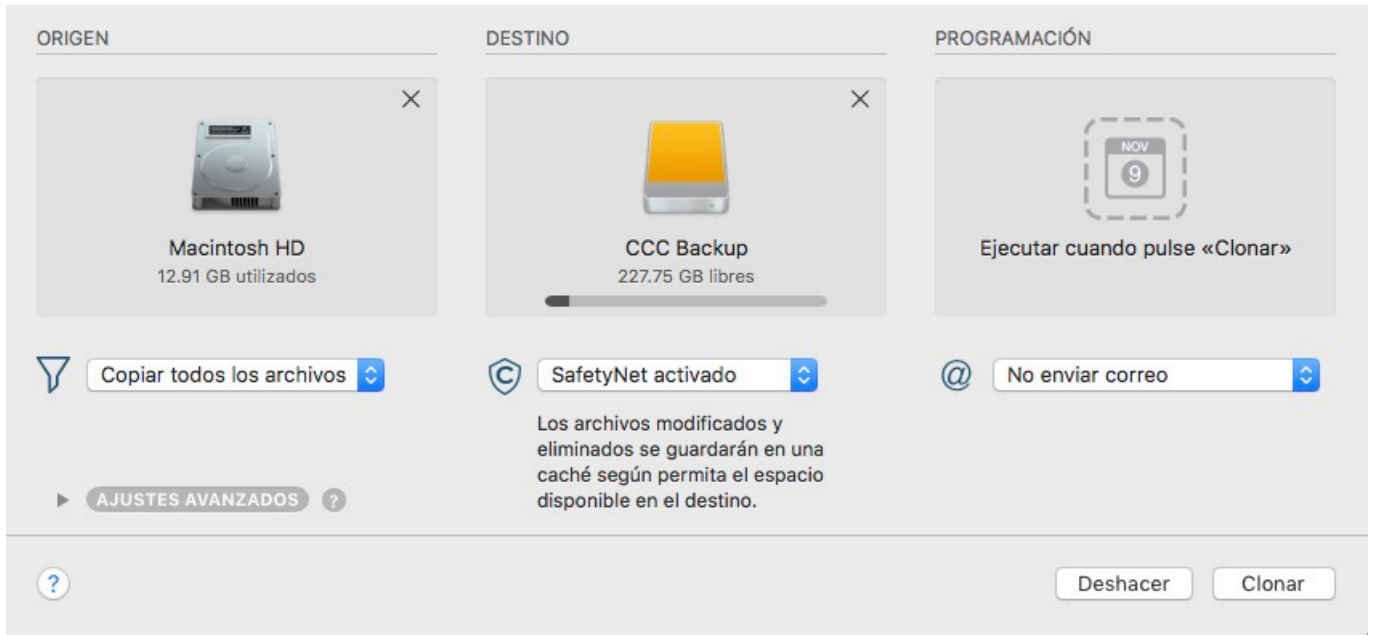 ORIGEN
DESTINO
PROGRAMACIÓN
Macintosh HD
12.91 GB utilizados
CCC Backup
227.75 GB libres
NOV
9
Ejecutar cuando pulse «Clonar»
Copiar todos los archivos
C
SafetyNet activado
@
No enviar correo
Los archivos modificados y
eliminados se guardarán en una
caché según permita el espacio
disponible en el destino.
AJUSTES AVANZADOS
?
?
Deshacer
Clonar